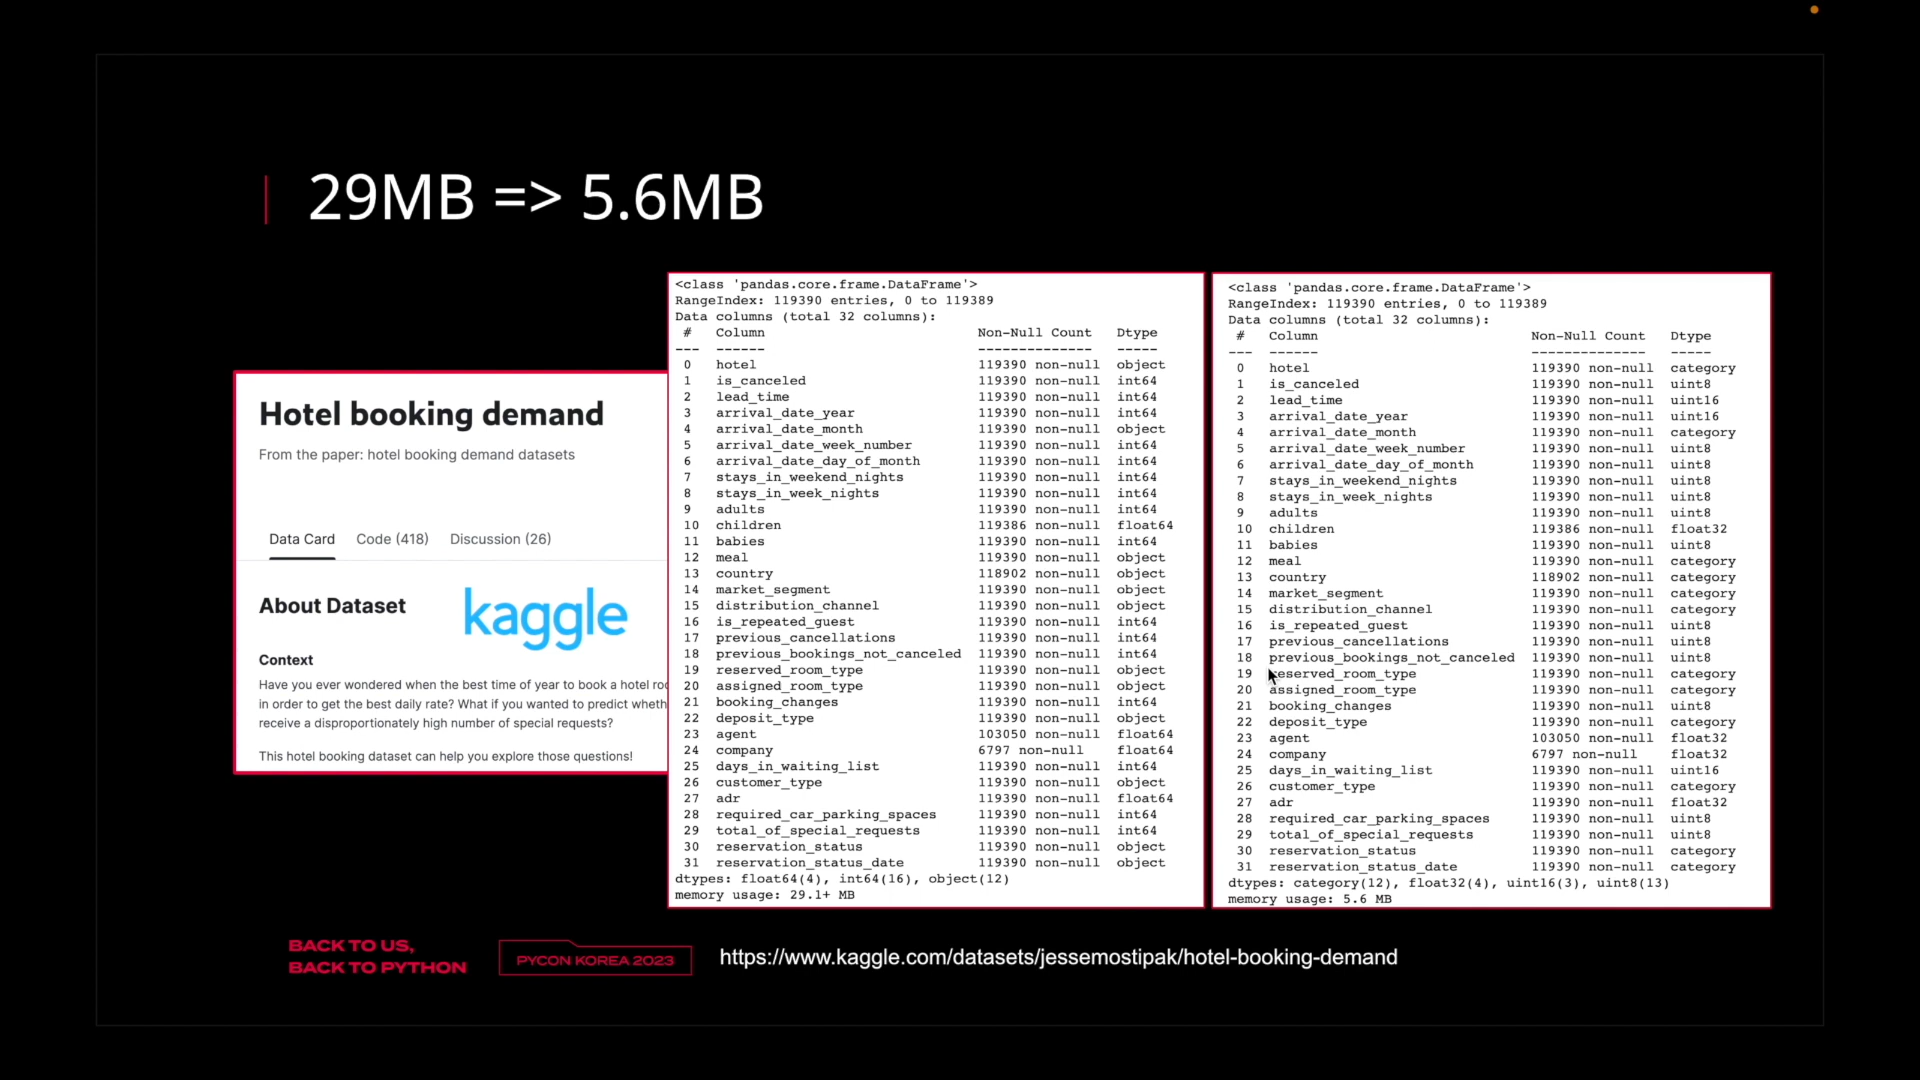 29MB => 5.6MB
Hotel booking demand
From the paper: hotel booking demand datasets
Data Card Code (418) Discussion (26)
About Dataset
kaggle
Context
Have you ever wondered when the best time of year to book a hotel
in order to get the best daily rate? What if you wanted to predict
receive a disproportionately high number of special requests?
This hotel booking dataset can help you explore those questions!
<class 'pandas.core.frame.DataFrame'>
RangeIndex: 119390 entries, 0 to 119389
Data columns (total 32 columns):
# Column Non-Null Count Dtype
--- ------ -------------- -----
0 hotel 119390 non-null object
1 is_canceled 119390 non-null int64
2 lead_time 119390 non-null int64
3 arrival_date_year 119390 non-null int64
4 arrival_date_month 119390 non-null object
5 arrival_date_week_number 119390 non-null int64
6 arrival_date_day_of_month 119390 non-null int64
7 stays_in_weekend_nights 119390 non-null int64
8 stays_in_week_nights 119390 non-null int64
9 adults 119390 non-null int64
10 children 119386 non-null float64
11 babies 119390 non-null int64
12 meal 119390 non-null object
13 country 118902 non-null object
14 market_segment 119390 non-null object
15 distribution_channel 119390 non-null object
16 is_repeated_guest 119390 non-null int64
17 previous_cancellations 119390 non-null int64
18 previous_bookings_not_canceled 119390 non-null int64
19 reserved_room_type 119390 non-null object
20 assigned_room_type 119390 non-null object
21 booking_changes 119390 non-null int64
22 deposit_type 119390 non-null object
23 agent 103050 non-null float64
24 company 6797 non-null float64
25 days_in_waiting_list 119390 non-null int64
26 customer_type 119390 non-null object
27 adr 119390 non-null float64
28 required_car_parking_spaces 119390 non-null int64
29 total_of_special_requests 119390 non-null int64
30 reservation_status 119390 non-null object
31 reservation_status_date 119390 non-null object
dtypes: float64(4), int64(16), object(12)
memory usage: 29.1+ MB
<class 'pandas.core.frame.DataFrame'>
RangeIndex: 119390 entries, 0 to 119389
Data columns (total 32 columns):
# Column Non-Null Count Dtype
--- ------ -------------- -----
0 hotel 119390 non-null category
1 is_canceled 119390 non-null uint8
2 lead_time 119390 non-null uint16
3 arrival_date_year 119390 non-null uint16
4 arrival_date_month 119390 non-null category
5 arrival_date_week_number 119390 non-null uint8
6 arrival_date_day_of_month 119390 non-null uint8
7 stays_in_weekend_nights 119390 non-null uint8
8 stays_in_week_nights 119390 non-null uint8
9 adults 119390 non-null uint8
10 children 119386 non-null float32
11 babies 119390 non-null uint8
12 meal 119390 non-null category
13 country 118902 non-null category
14 market_segment 119390 non-null category
15 distribution_channel 119390 non-null category
16 is_repeated_guest 119390 non-null uint8
17 previous_cancellations 119390 non-null uint8
18 previous_bookings_not_canceled 119390 non-null uint8
19 reserved_room_type 119390 non-null category
20 assigned_room_type 119390 non-null category
21 booking_changes 119390 non-null uint8
22 deposit_type 119390 non-null category
23 agent 103050 non-null float32
24 company 6797 non-null float32
25 days_in_waiting_list 119390 non-null uint16
26 customer_type 119390 non-null category
27 adr 119390 non-null float32
28 required_car_parking_spaces 119390 non-null uint8
29 total_of_special_requests 119390 non-null uint8
30 reservation_status 119390 non-null category
31 reservation_status_date 119390 non-null category
dtypes: category(12), float32(4), uint16(3), uint8(13)
memory usage: 5.6 MB
BACK TO US,
BACK TO PYTHON
PYCON KOREA 2023
https://www.kaggle.com/datasets/jessemostipak/hotel-booking-demand